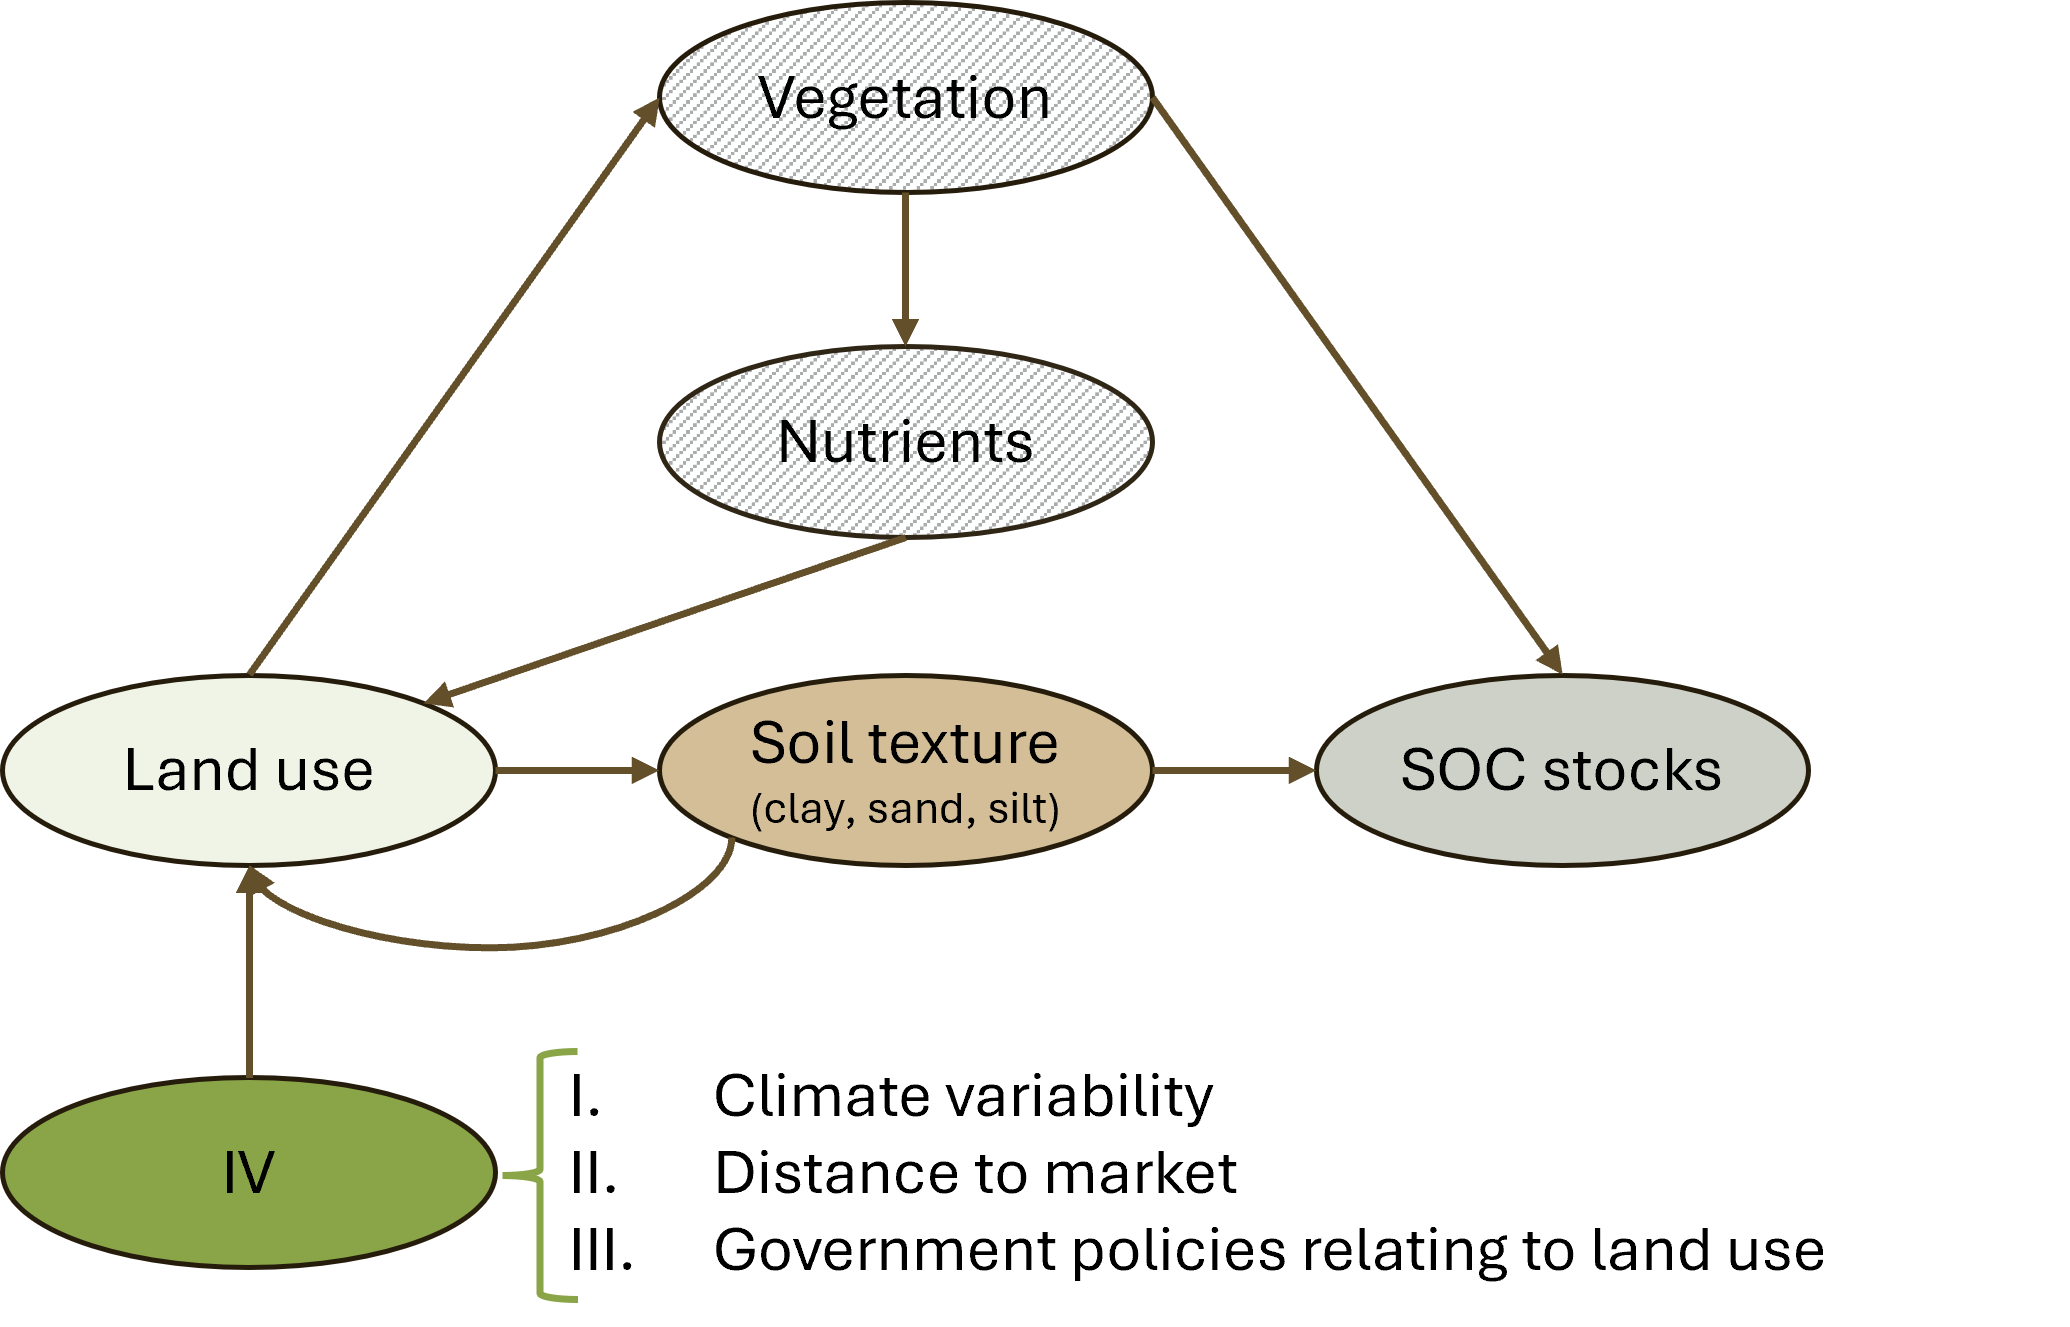 Vegetation
Nutrients
Land use
Soil texture
(clay, sand, silt)
SOC stocks
IV
I. Climate variability
II. Distance to market
III. Government policies relating to land use